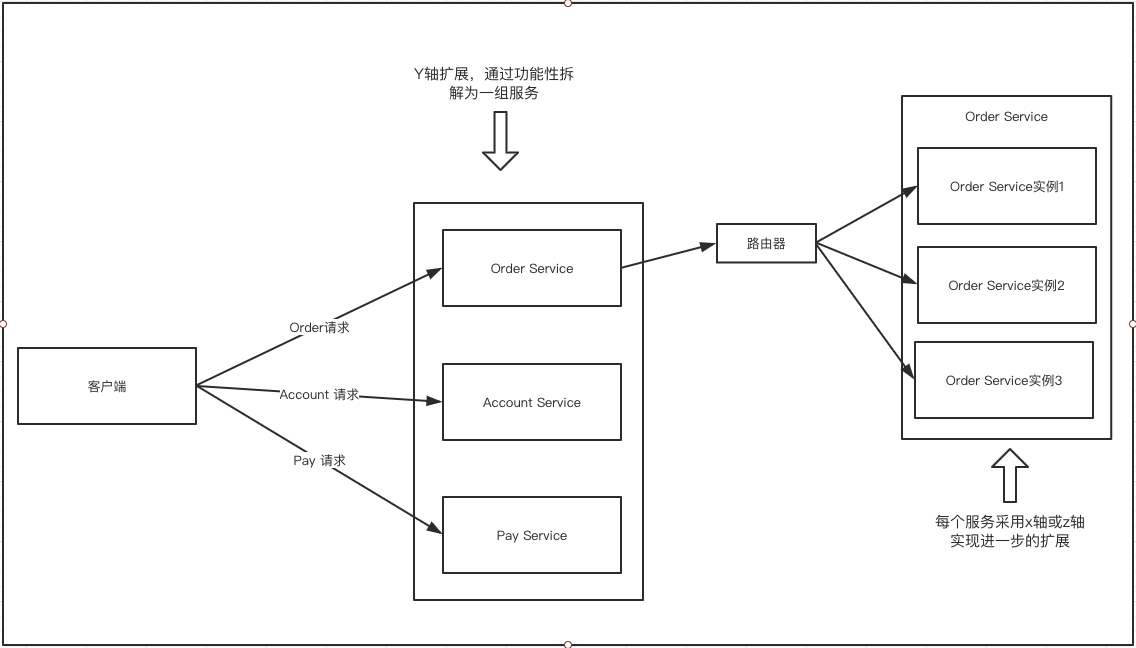 Y轴扩展，通过功能性拆
解为一组服务
客户端
Order请求
Account 请求
Pay 请求
Order Service
Account Service
Pay Service
路由器
Order Service
Order Service实例1
Order Service实例2
Order Service实例3
每个服务采用x轴或z轴
实现进一步的扩展